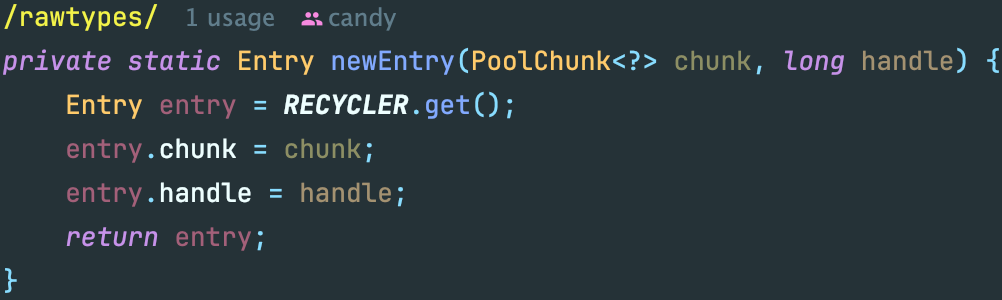 /rawtypes/ 1 usage candy
private static Entry newEntry(PoolChunk<?> chunk, long handle) {
    Entry entry = RECYCLER.get();
    entry.chunk = chunk;
    entry.handle = handle;
    return entry;
}